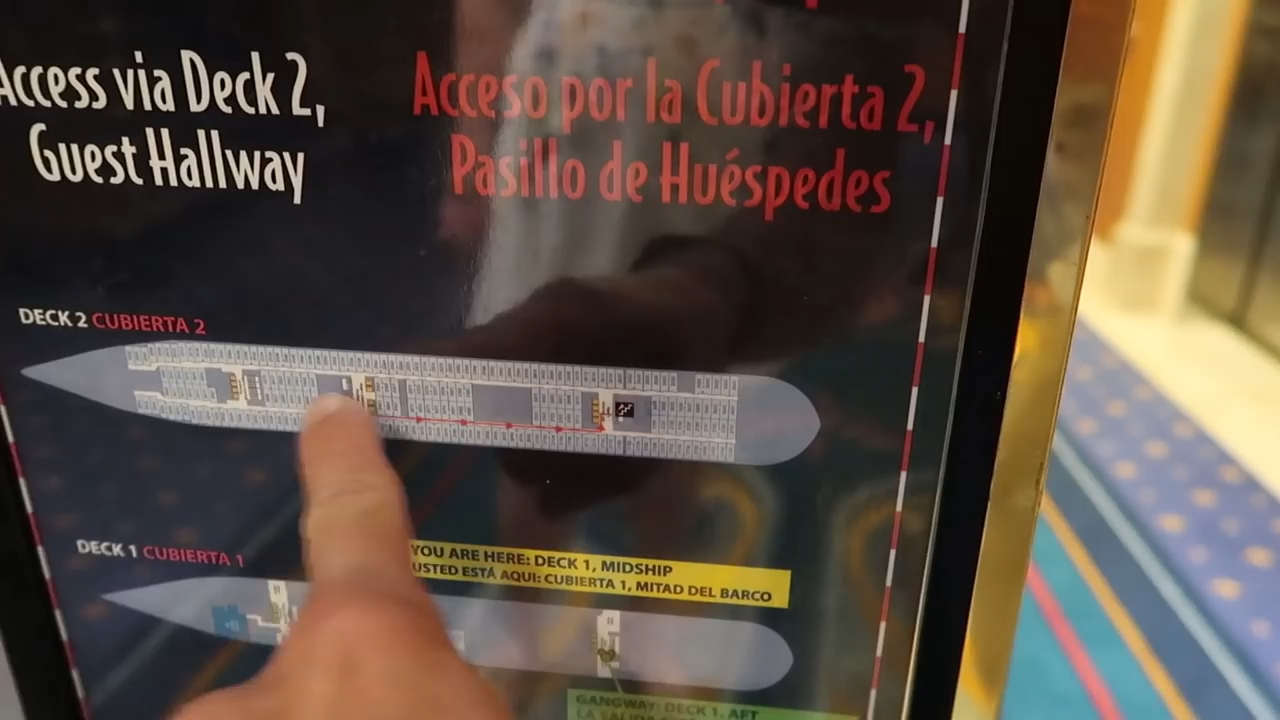 Access via Deck 2,
Guest Hallway
Acceso por la Cubierta 2,
Pasillo de Huéspedes
DECK 2 CUBIERTA 2
DECK 1 CUBIERTA 1
YOU ARE HERE: DECK 1, MIDSHIP
USTED ESTÁ AQUI: CUBIERTA 1, MITAD DEL BARCO
GANGWAY: DECK 1, AFT
LA SALIDA